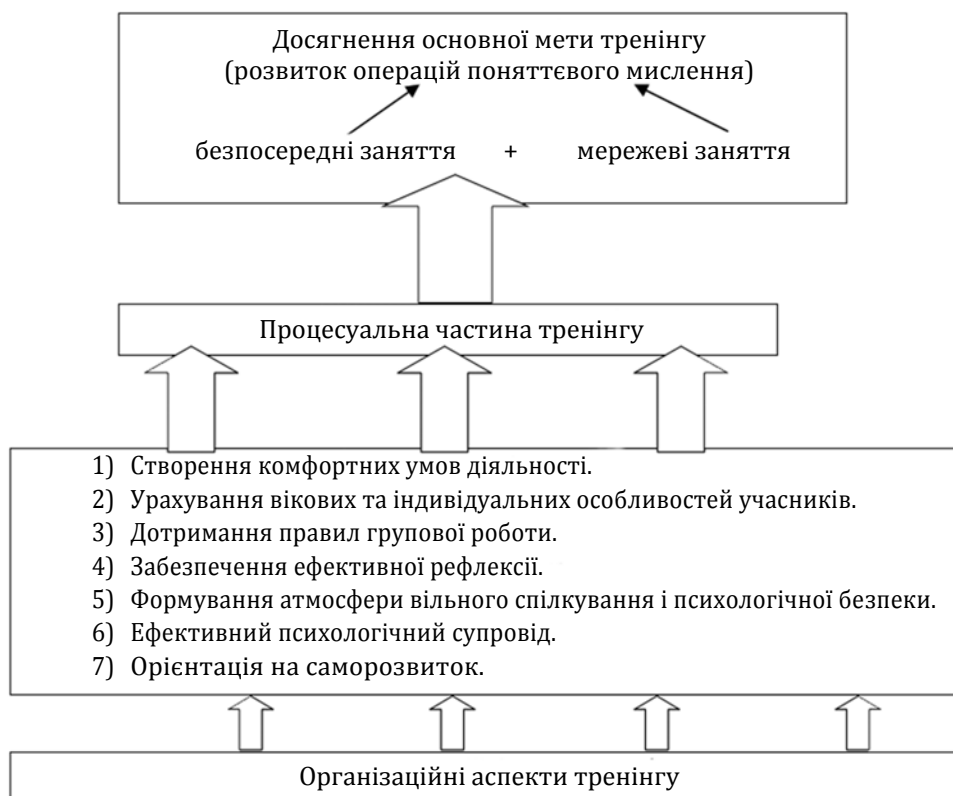 Досягнення основної мети тренінгу
(розвиток операцій поняттєвого мислення)
безпосередні заняття + мережеві заняття
Процесуальна частина тренінгу
1) Створення комфортних умов діяльності.
2) Урахування вікових та індивідуальних особливостей учасників.
3) Дотримання правил групової роботи.
4) Забезпечення ефективної рефлексії.
5) Формування атмосфери вільного спілкування і психологічної безпеки.
6) Ефективний психологічний супровід.
7) Орієнтація на саморозвиток.
Організаційні аспекти тренінгу